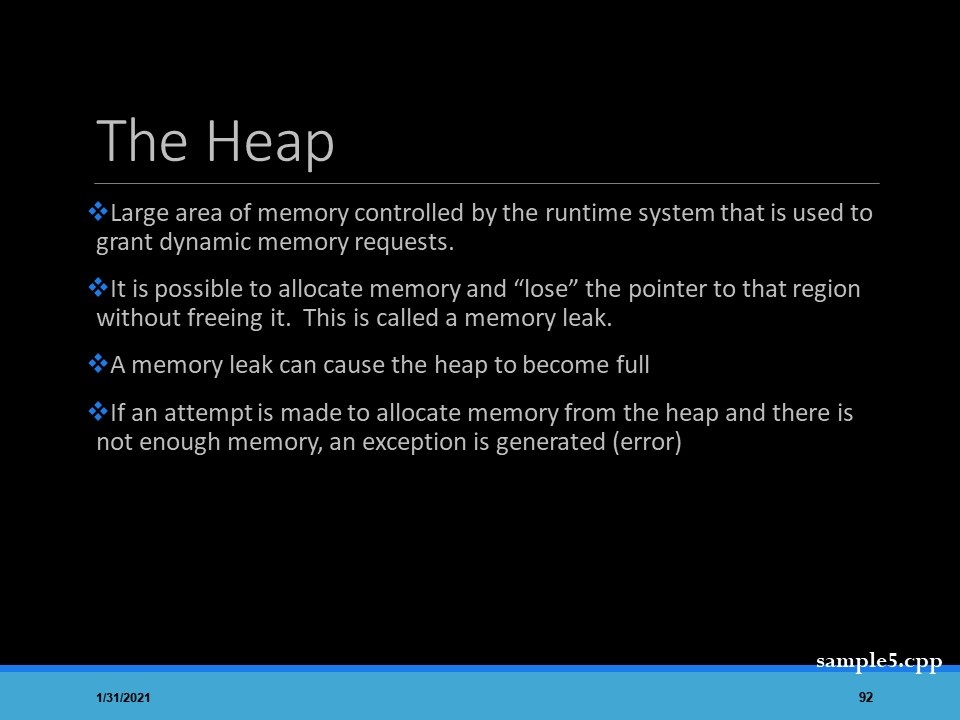 The Heap
❖Large area of memory controlled by the runtime system that is used to
grant dynamic memory requests.
❖It is possible to allocate memory and “lose” the pointer to that region
without freeing it.  This is called a memory leak.
❖A memory leak can cause the heap to become full
❖If an attempt is made to allocate memory from the heap and there is
not enough memory, an exception is generated (error)
sample5.cpp
1/31/2021
92